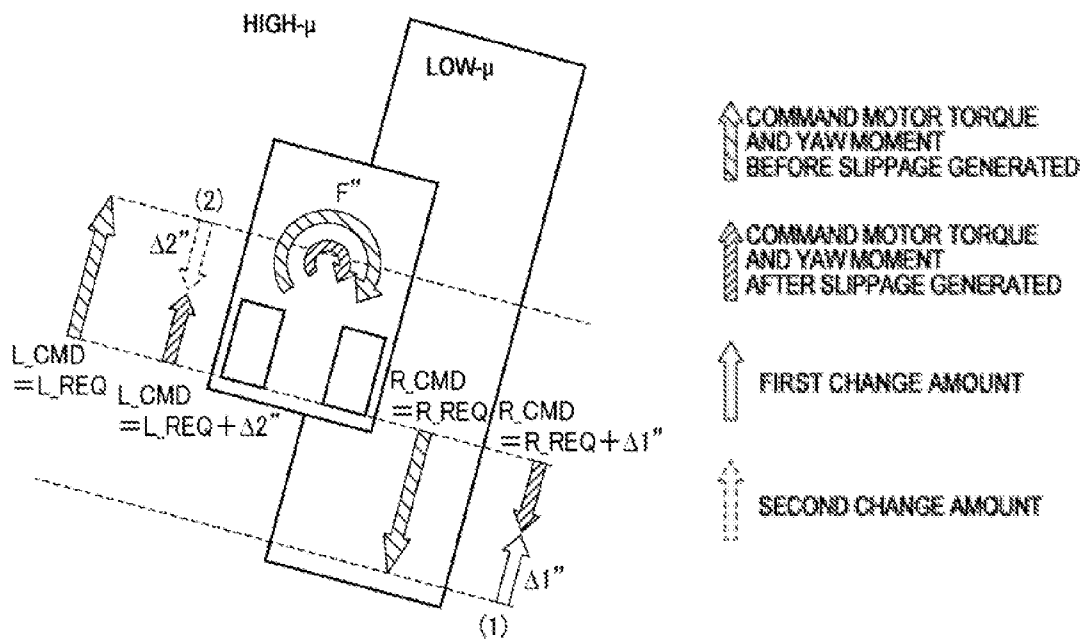 HIGH-μ
LOW-μ
F"
(2)
Δ2"
L_CMD
=L_REQ
L_CMD
=L_REQ+Δ2"
R_CMD
=R_REQ
R_CMD
=R_REQ+Δ1"
Δ1"
(1)
COMMAND MOTOR TORQUE
AND YAW MOMENT
BEFORE SLIPPAGE GENERATED
COMMAND MOTOR TORQUE
AND YAW MOMENT
AFTER SLIPPAGE GENERATED
FIRST CHANGE AMOUNT
SECOND CHANGE AMOUNT